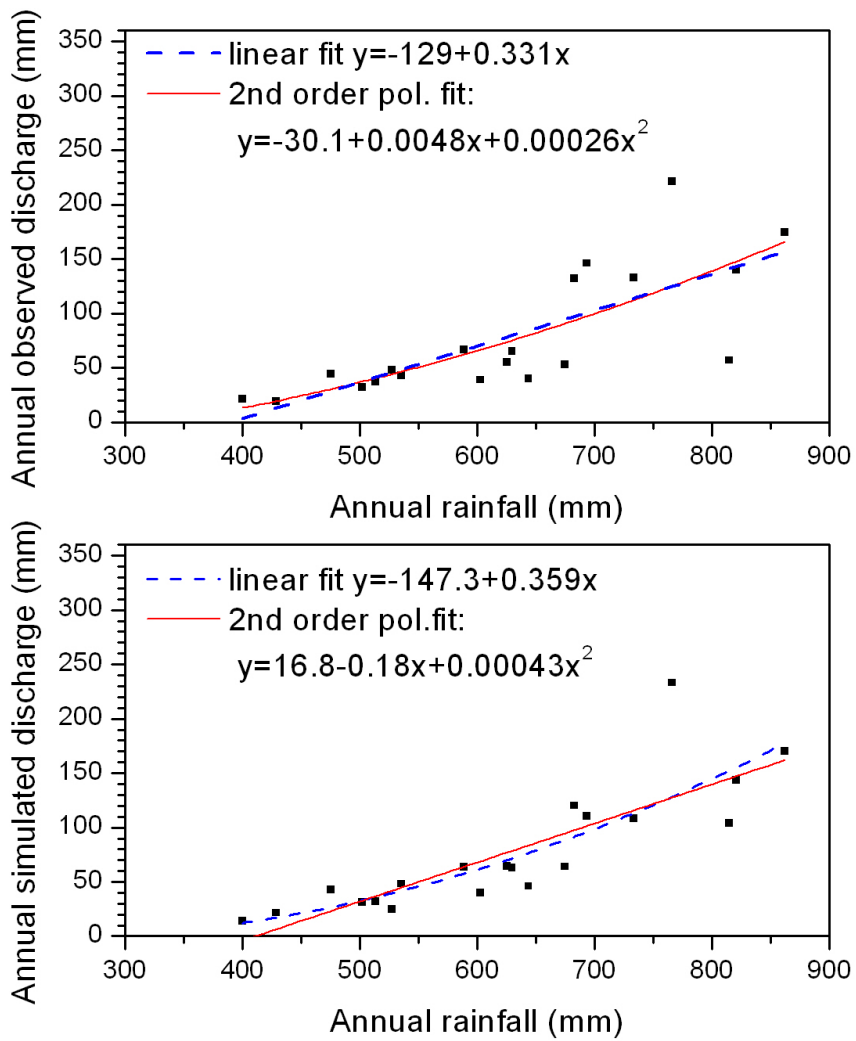 Annual observed discharge (mm)
350
300
250
200
150
100
50
0
linear fit y=-129+0.331x
2nd order pol. fit:
y=-30.1+0.0048x+0.00026x²
300 400 500 600 700 800 900
Annual rainfall (mm)
Annual simulated discharge (mm)
350
300
250
200
150
100
50
0
linear fit y=-147.3+0.359x
2nd order pol.fit:
y=16.8-0.18x+0.00043x²
300 400 500 600 700 800 900
Annual rainfall (mm)